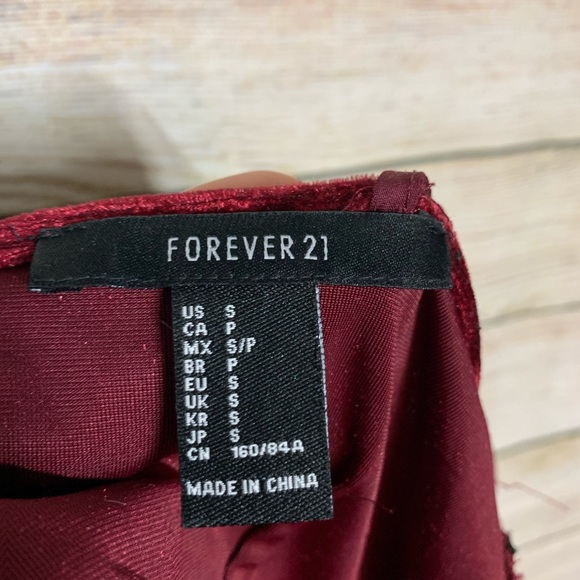 FOREVER 21
US S
CA P
MX S/P
BR P
EU S
UK S
KR S
JP S
CN 160/84A
MADE IN CHINA